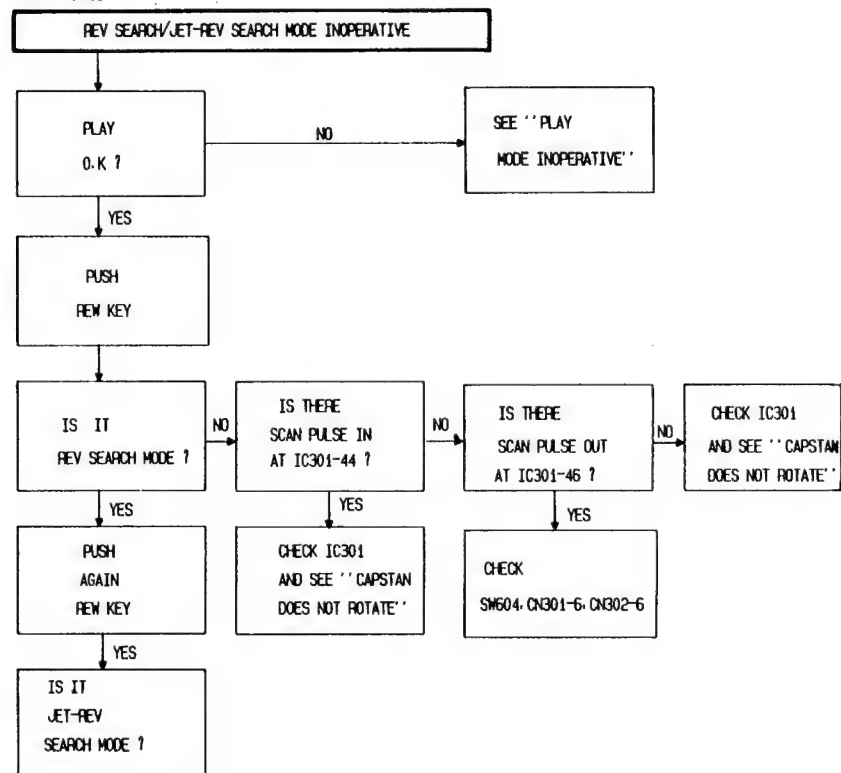 REV SEARCH/JET-REV SEARCH MODE INOPERATIVE
PLAY
O.K ?
NO
SEE ''PLAY
MODE INOPERATIVE''
YES
PUSH
REW KEY
IS IT
REV SEARCH MODE ?
NO
IS THERE
SCAN PULSE IN
AT IC301-44 ?
NO
IS THERE
SCAN PULSE OUT
AT IC301-46 ?
NO
CHECK IC301
AND SEE ''CAPSTAN
DOES NOT ROTATE''
YES
PUSH
AGAIN
REW KEY
YES
CHECK IC301
AND SEE ''CAPSTAN
DOES NOT ROTATE''
YES
CHECK
SW604, CN301-6, CN302-6
YES
IS IT
JET-REV
SEARCH MODE ?